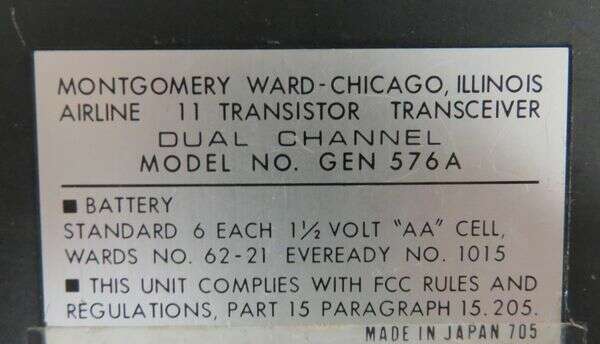 MONTGOMERY WARD-CHICAGO, ILLINOIS
AIRLINE 11 TRANSISTOR TRANSCEIVER
DUAL CHANNEL
MODEL NO. GEN 576A
■ BATTERY
STANDARD 6 EACH 1½ VOLT "AA" CELL,
WARDS NO. 62-21 EVEREADY NO. 1015
■ THIS UNIT COMPLIES WITH FCC RULES AND
REGULATIONS, PART 15 PARAGRAPH 15.205.
MADE IN JAPAN 705